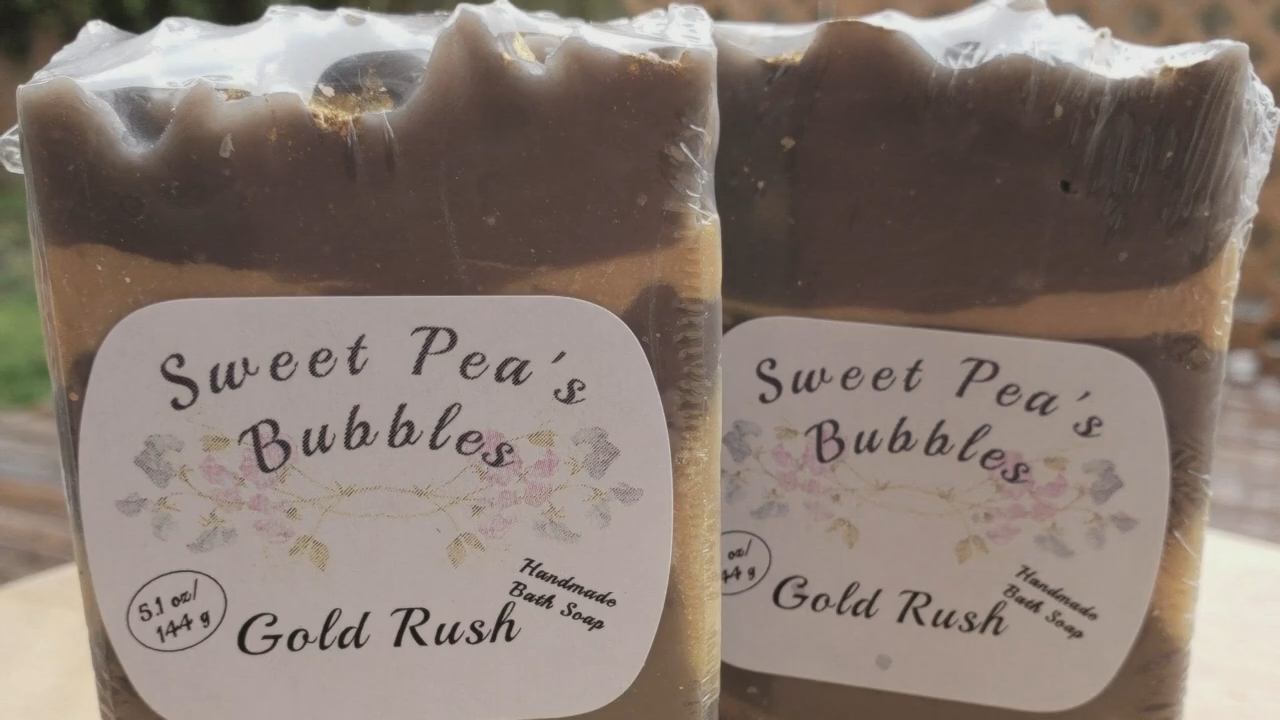 Sweet Pea's
Bubbles
5.1 oz/
144 g
Handmade
Bath Soap
Gold Rush
Sweet Pea's
Bubbles
oz/
44 g
Handmade
Bath Soap
Gold Rush